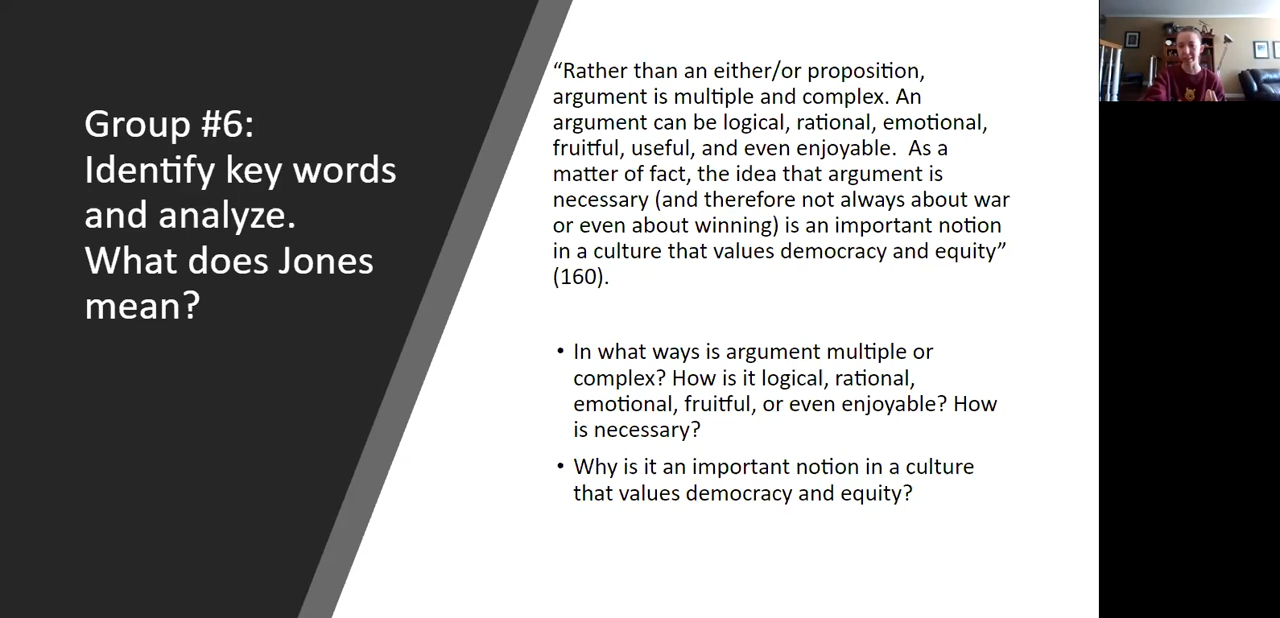 Group #6:
Identify key words
and analyze.
What does Jones
mean?
“Rather than an either/or proposition,
argument is multiple and complex. An
argument can be logical, rational, emotional,
fruitful, useful, and even enjoyable.  As a
matter of fact, the idea that argument is
necessary (and therefore not always about war
or even about winning) is an important notion
in a culture that values democracy and equity”
(160).
• In what ways is argument multiple or
complex? How is it logical, rational,
emotional, fruitful, or even enjoyable? How
is necessary?
• Why is it an important notion in a culture
that values democracy and equity?